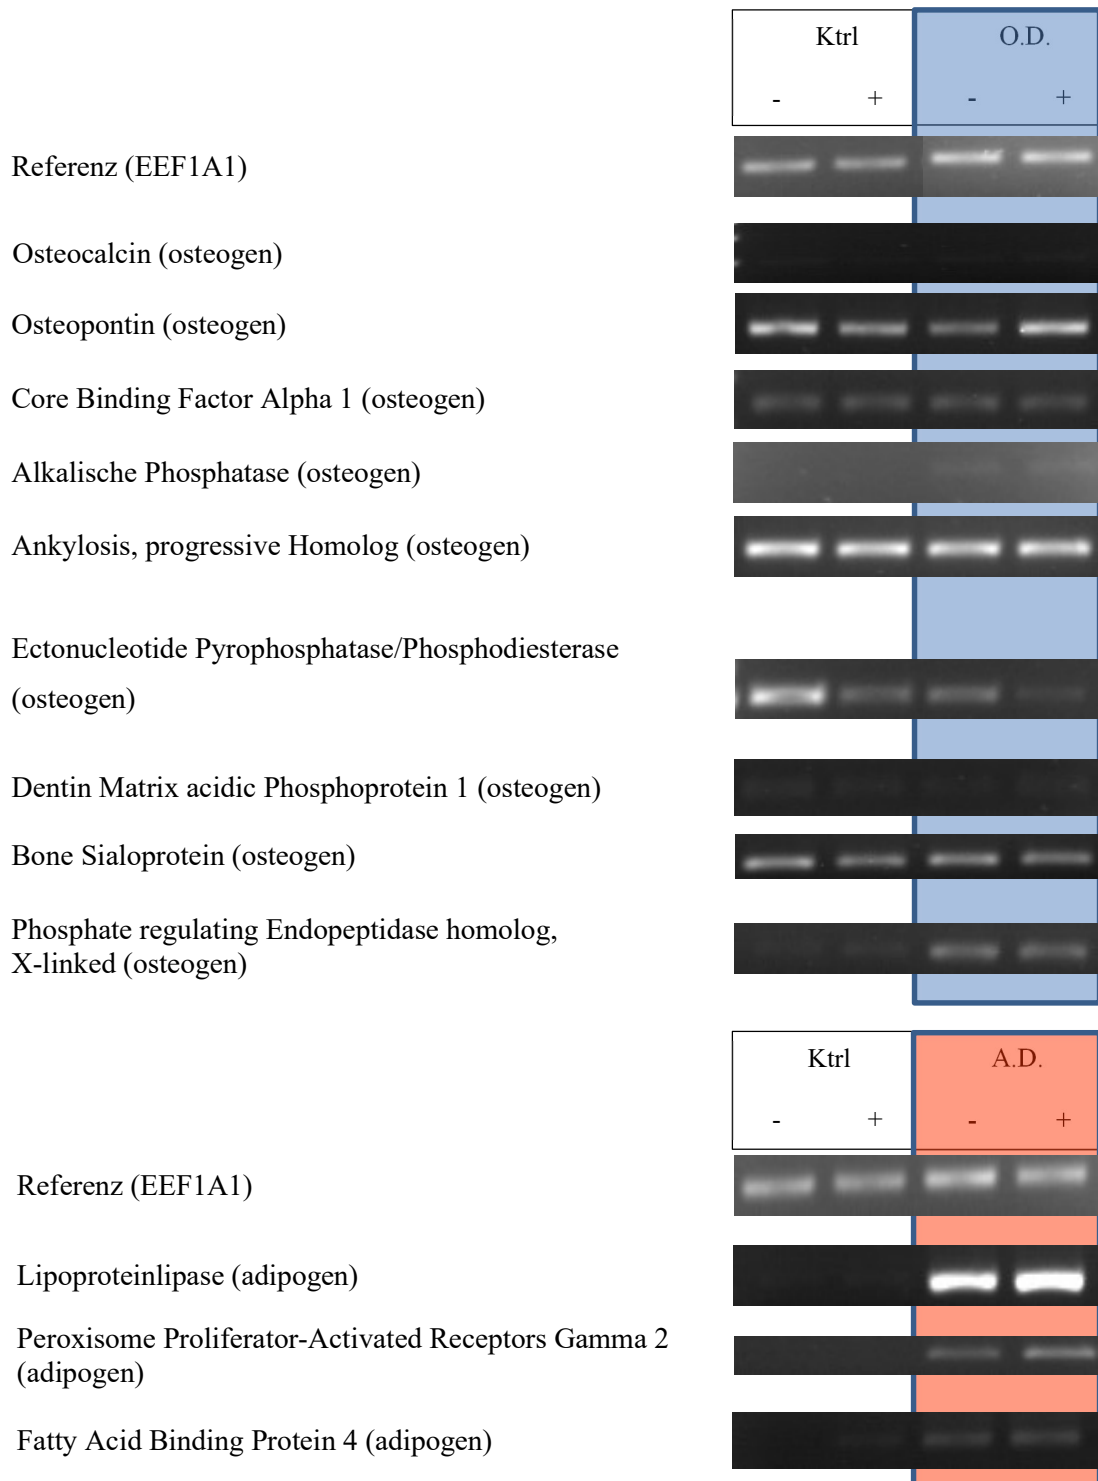 Ktrl O.D.
- + - +
Referenz (EEF1A1)
Osteocalcin (osteogen)
Osteopontin (osteogen)
Core Binding Factor Alpha 1 (osteogen)
Alkalische Phosphatase (osteogen)
Ankylosis, progressive Homolog (osteogen)
Ectonucleotide Pyrophosphatase/Phosphodiesterase
(osteogen)
Dentin Matrix acidic Phosphoprotein 1 (osteogen)
Bone Sialoprotein (osteogen)
Phosphate regulating Endopeptidase homolog,
X-linked (osteogen)
Ktrl A.D.
- + - +
Referenz (EEF1A1)
Lipoproteinlipase (adipogen)
Peroxisome Proliferator-Activated Receptors Gamma 2
(adipogen)
Fatty Acid Binding Protein 4 (adipogen)